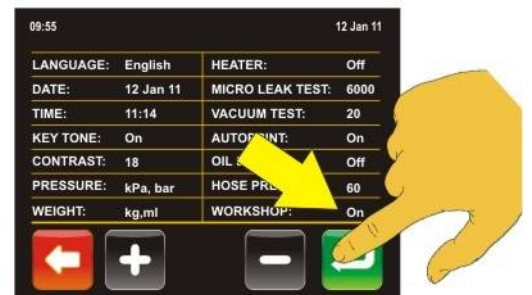 09:55 12 Jan 11
LANGUAGE: English HEATER: Off
DATE: 12 Jan 11 MICRO LEAK TEST: 6000
TIME: 11:14 VACUUM TEST: 20
KEY TONE: On On
CONTRAST: 18 OIL Off
PRESSURE: kPa, bar HOSE 60
WEIGHT: kg,ml WORKSHOP: On